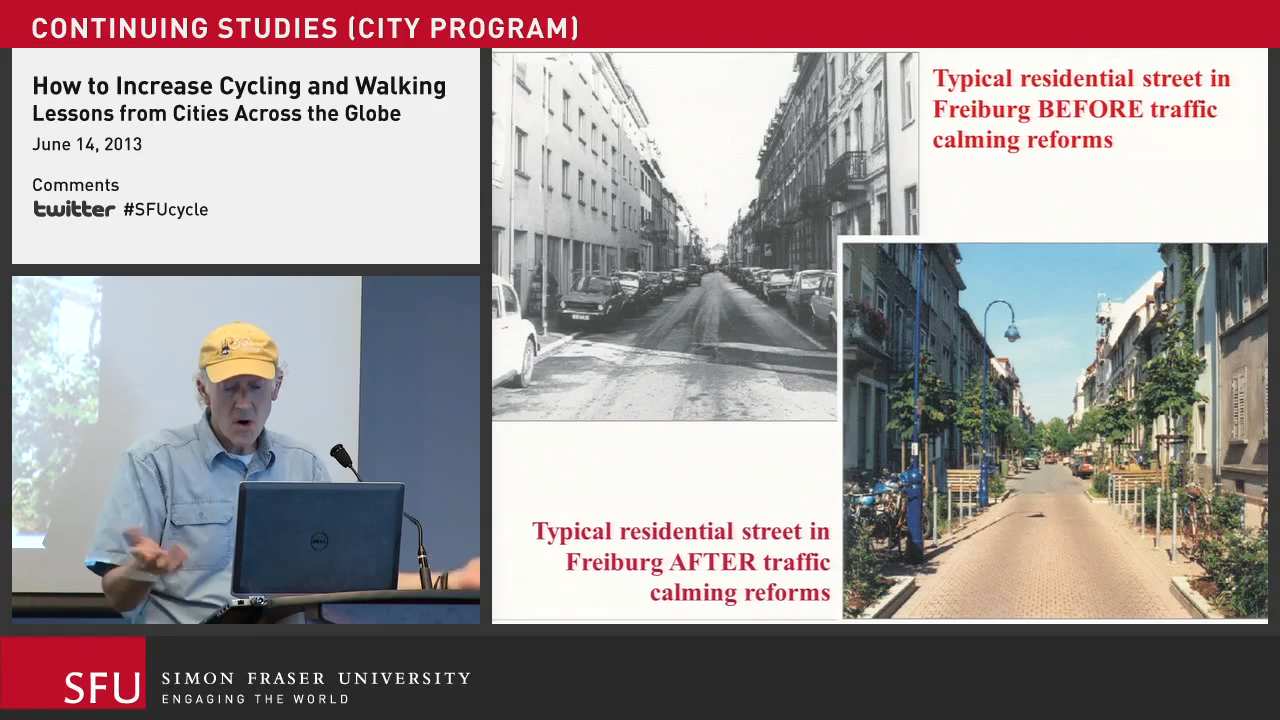 CONTINUING STUDIES (CITY PROGRAM)
How to Increase Cycling and Walking
Lessons from Cities Across the Globe
June 14, 2013
Comments
twitter #SFUcycle
Typical residential street in
Freiburg BEFORE traffic
calming reforms
DELL
Typical residential street in
Freiburg AFTER traffic
calming reforms
SFU SIMON FRASER UNIVERSITY
ENGAGING THE WORLD